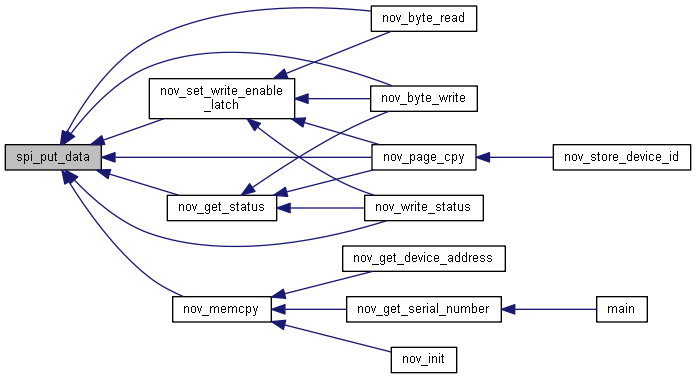 nov_byte_read
nov_set_write_enable
_latch
nov_byte_write
spi_put_data
nov_page_cpy
nov_store_device_id
nov_get_status
nov_write_status
nov_get_device_address
nov_memcpy
nov_get_serial_number
main
nov_init